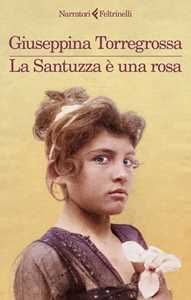 Narratori Feltrinelli
Giuseppina Torregrossa
La Santuzza è una rosa